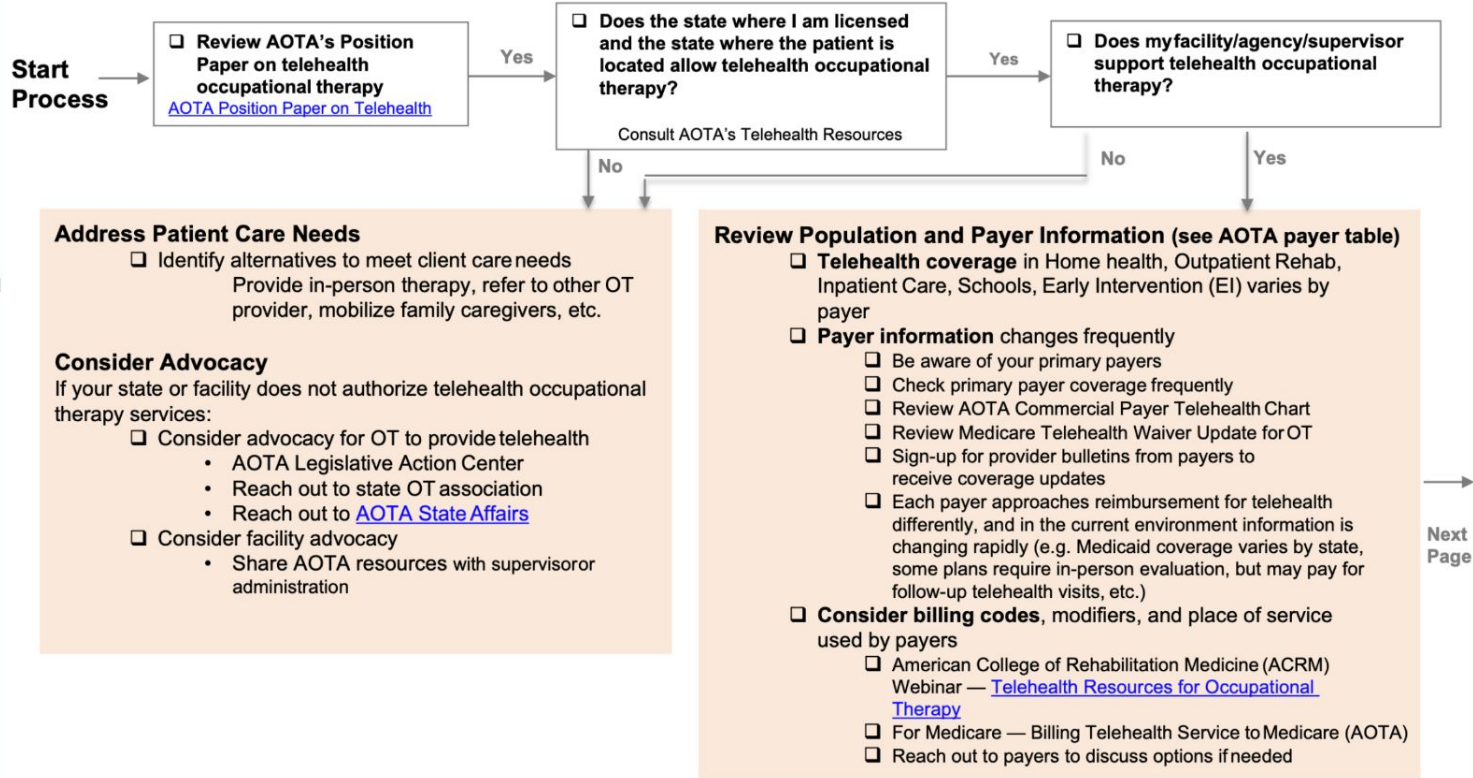 Start
Process
❑ Review AOTA's Position
Paper on telehealth
occupational therapy
AOTA Position Paper on Telehealth
Yes
❑ Does the state where I am licensed
and the state where the patient is
located allow telehealth occupational
therapy?
Consult AOTA's Telehealth Resources
Yes
❑ Does my facility/agency/supervisor
support telehealth occupational
therapy?
No
No
Yes
Address Patient Care Needs
❑ Identify alternatives to meet client care needs
Provide in-person therapy, refer to other OT
provider, mobilize family caregivers, etc.
Consider Advocacy
If your state or facility does not authorize telehealth occupational
therapy services:
❑ Consider advocacy for OT to provide telehealth
• AOTA Legislative Action Center
• Reach out to state OT association
• Reach out to AOTA State Affairs
❑ Consider facility advocacy
• Share AOTA resources with supervisoror
administration
Review Population and Payer Information (see AOTA payer table)
❑ Telehealth coverage in Home health, Outpatient Rehab,
Inpatient Care, Schools, Early Intervention (EI) varies by
payer
❑ Payer information changes frequently
❑ Be aware of your primary payers
❑ Check primary payer coverage frequently
❑ Review AOTA Commercial Payer Telehealth Chart
❑ Review Medicare Telehealth Waiver Update for OT
❑ Sign-up for provider bulletins from payers to
receive coverage updates
❑ Each payer approaches reimbursement for telehealth
differently, and in the current environment information is
changing rapidly (e.g. Medicaid coverage varies by state,
some plans require in-person evaluation, but may pay for
follow-up telehealth visits, etc.)
❑ Consider billing codes, modifiers, and place of service
used by payers
❑ American College of Rehabilitation Medicine (ACRM)
Webinar — Telehealth Resources for Occupational
Therapy
❑ For Medicare — Billing Telehealth Service to Medicare (AOTA)
❑ Reach out to payers to discuss options if needed
Next
Page